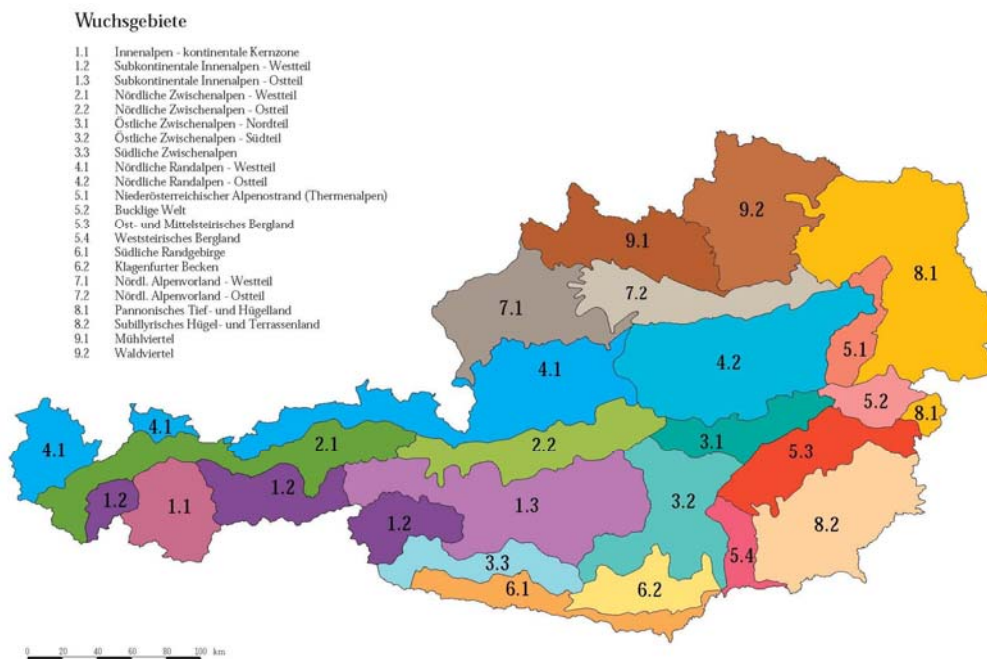 Wuchsgebiete
1.1 Innenalpen - kontinentale Kernzone
1.2 Subkontinentale Innenalpen - Westteil
1.3 Subkontinentale Innenalpen - Ostteil
2.1 Nördliche Zwischenalpen - Westteil
2.2 Nördliche Zwischenalpen - Ostteil
3.1 Östliche Zwischenalpen - Nordteil
3.2 Östliche Zwischenalpen - Südteil
3.3 Südliche Zwischenalpen
4.1 Nördliche Randalpen - Westteil
4.2 Nördliche Randalpen - Ostteil
5.1 Niederösterreichischer Alpenostrand (Thermenalpen)
5.2 Bucklige Welt
5.3 Ost- und Mittelsteirisches Bergland
5.4 Weststeirisches Bergland
6.1 Südliche Randgebirge
6.2 Klagenfurter Becken
7.1 Nördl. Alpenvorland - Westteil
7.2 Nördl. Alpenvorland - Ostteil
8.1 Pannonisches Tief- und Hügelland
8.2 Subillyrisches Hügel- und Terrassenland
9.1 Mühlviertel
9.2 Waldviertel
9.2
9.1
8.1
7.2
7.1
5.1
4.2
4.1
5.2
8.1
4.1
2.1
2.2
3.1
4.1
5.3
1.2
1.1
1.2
1.3
3.2
1.2
8.2
5.4
3.3
6.1
6.2
0 20 40 60 80 100 km